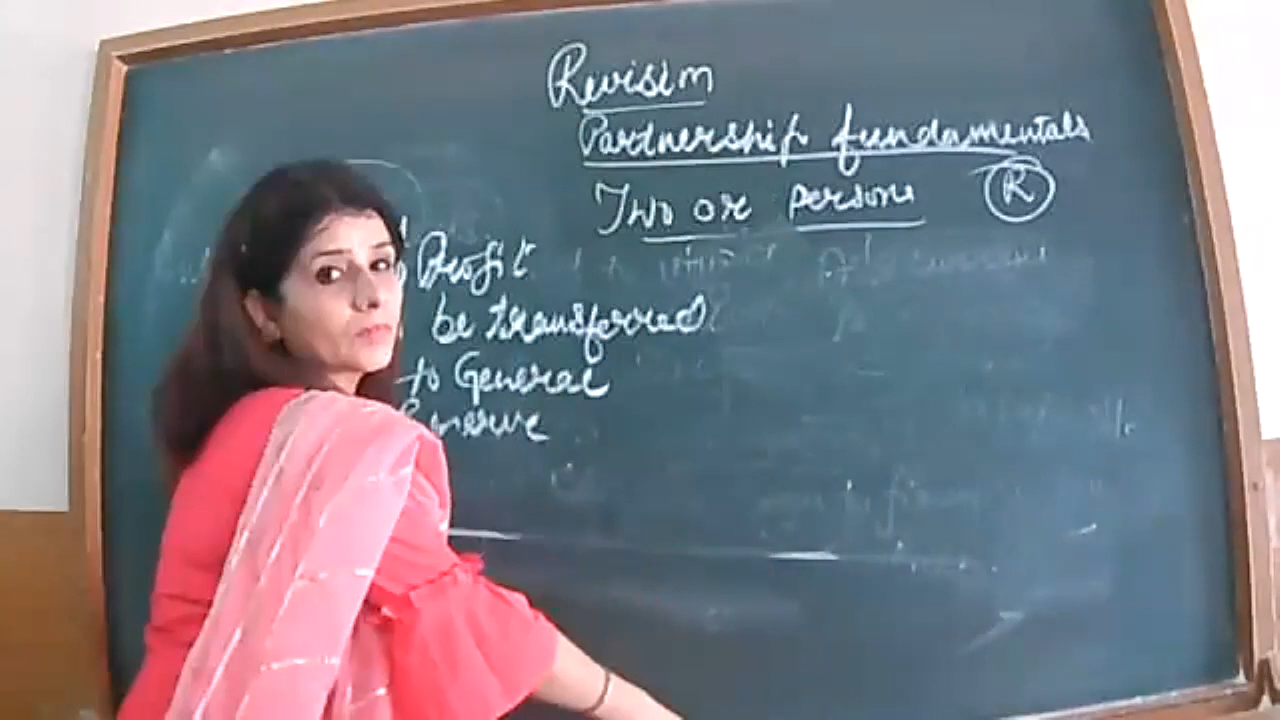 Revision
Partnership fundamentals
Two or persons R
Profit
be transferred
to General
Reserve